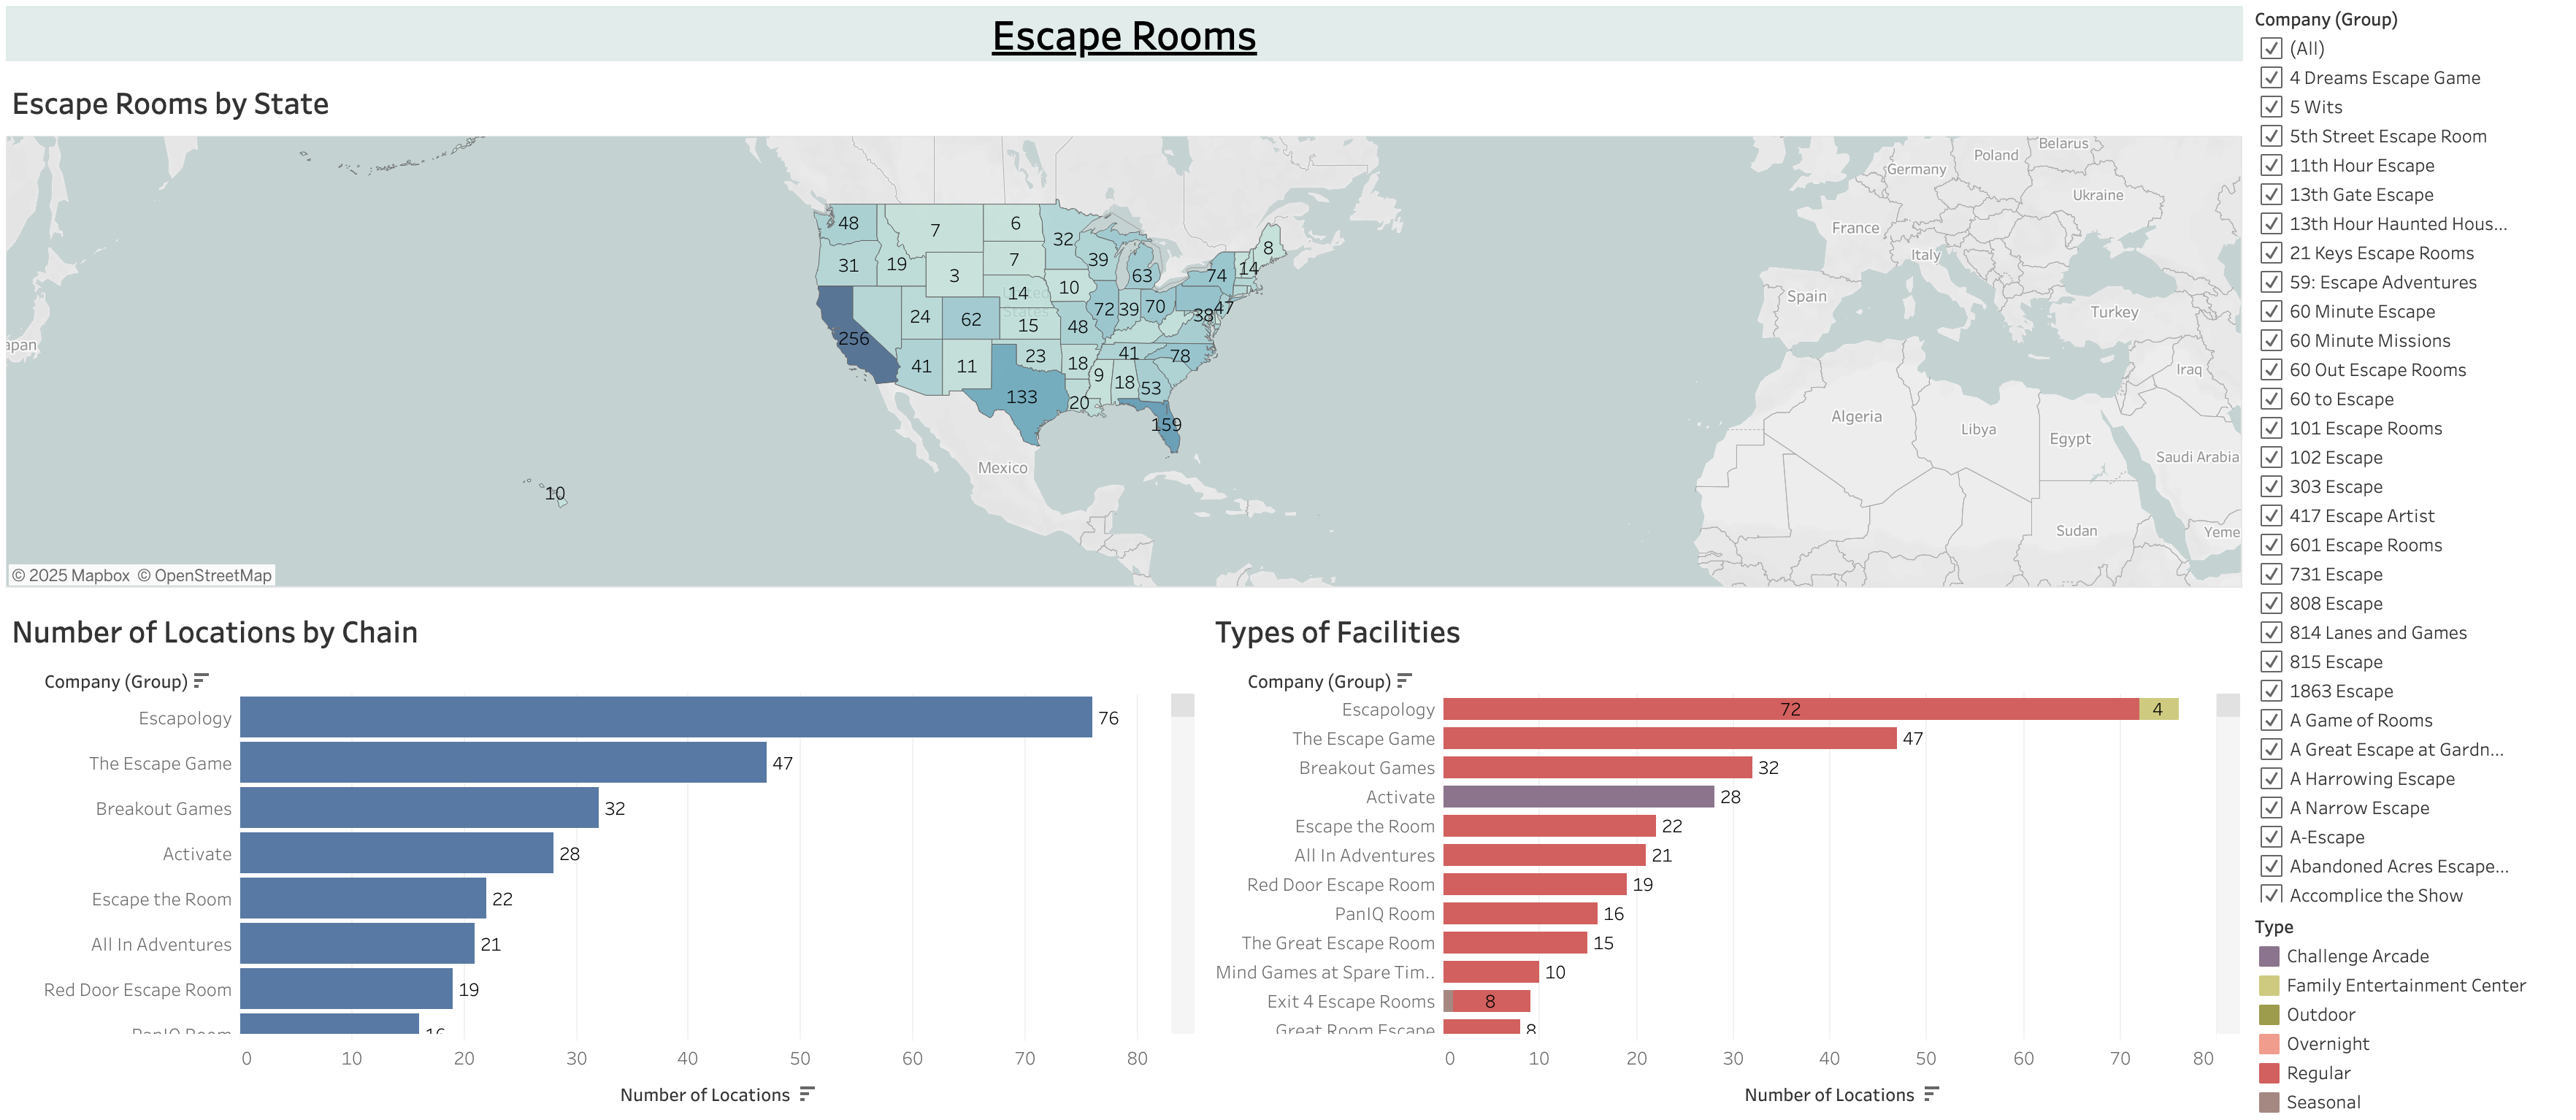 Escape Rooms
Escape Rooms by State
48
7
6
32
8
31
19
3
7
39
63
74
14
14
10
24
62
72
39
70
47
38
256
15
48
41
11
23
18
41
78
9
18
53
133
20
159
10
Germany
Poland
Belarus
Ukraine
France
Italy
Spain
Turkey
Iraq
Algeria
Libya
Egypt
Saudi Arabia
Sudan
Yeme
apan
United
States
Mexico
© 2025 Mapbox © OpenStreetMap
Number of Locations by Chain
Company (Group)
Escapology 76
The Escape Game 47
Breakout Games 32
Activate 28
Escape the Room 22
All In Adventures 21
Red Door Escape Room 19
PanIQ Room 16
0 10 20 30 40 50 60 70 80
Number of Locations
Types of Facilities
Company (Group)
Escapology 72 4
The Escape Game 47
Breakout Games 32
Activate 28
Escape the Room 22
All In Adventures 21
Red Door Escape Room 19
PanIQ Room 16
The Great Escape Room 15
Mind Games at Spare Tim.. 10
Exit 4 Escape Rooms 8
Great Room Escape 8
0 10 20 30 40 50 60 70 80
Number of Locations
Company (Group)
(All)
4 Dreams Escape Game
5 Wits
5th Street Escape Room
11th Hour Escape
13th Gate Escape
13th Hour Haunted Hous...
21 Keys Escape Rooms
59: Escape Adventures
60 Minute Escape
60 Minute Missions
60 Out Escape Rooms
60 to Escape
101 Escape Rooms
102 Escape
303 Escape
417 Escape Artist
601 Escape Rooms
731 Escape
808 Escape
814 Lanes and Games
815 Escape
1863 Escape
A Game of Rooms
A Great Escape at Gardn...
A Harrowing Escape
A Narrow Escape
A-Escape
Abandoned Acres Escape...
Accomplice the Show
Type
Challenge Arcade
Family Entertainment Center
Outdoor
Overnight
Regular
Seasonal